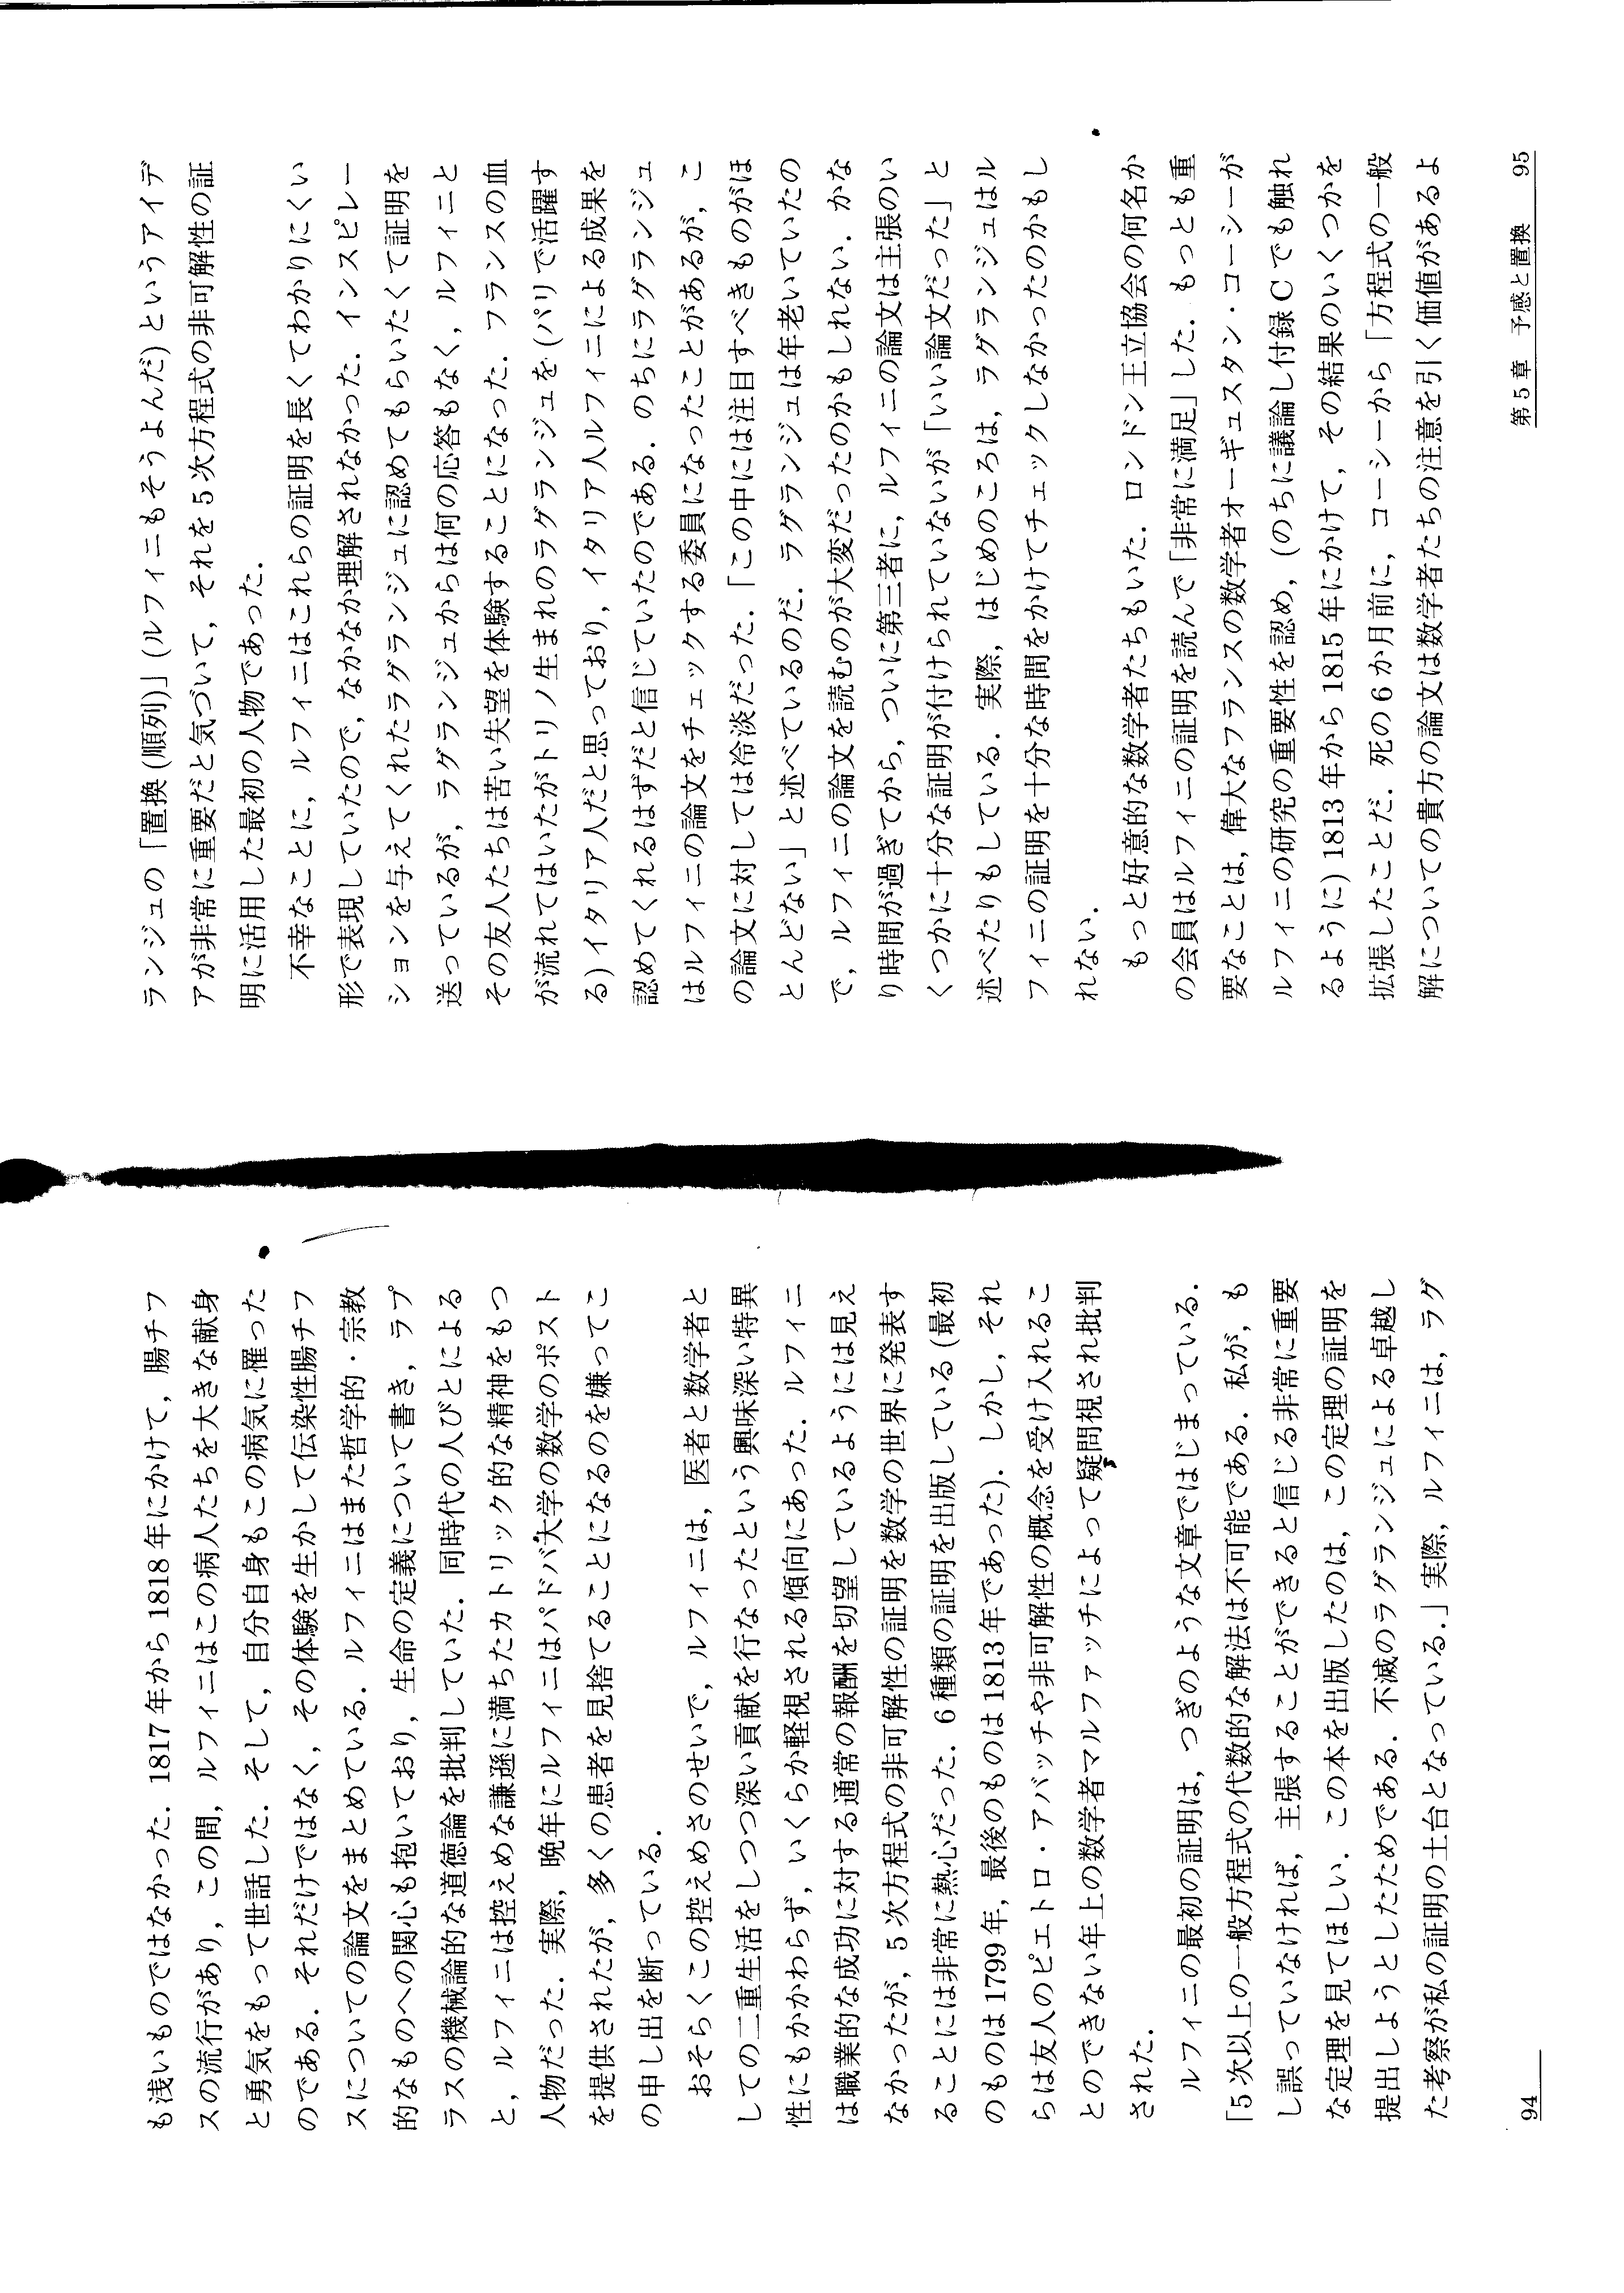 も浅いものではなかった．1817年から1818年にかけて，腸チフ
スの流行があり，この間，ルフィニはこの病人たちを大きな献身
と勇気をもって世話した．そして，自分自身もこの病気に罹った
のである．それだけではなく，その体験を生かして伝染性腸チフ
スについての論文をまとめている．ルフィニはまた哲学的・宗教
的なものへの関心も抱いており，生命の定義について書き，ラプ
ラスの機械論的な道徳論を批判していた．同時代の人びとによる
と，ルフィニは控えめな謙遜に満ちたカトリック的な精神をもつ
人物だった．実際，晩年にルフィニはパドバ大学の数学のポスト
を提供されたが，多くの患者を見捨てることになるのを嫌ってこ
の申し出を断っている．
おそらくこの控えめさのせいで，ルフィニは，医者と数学者と
しての二重生活をしつつ深い貢献を行なったという興味深い特異
性にもかかわらず，いくらか軽視される傾向にあった．ルフィニ
は職業的な成功に対する通常の報酬を切望しているようには見え
なかったが，5次方程式の非可解性の証明を数学の世界に発表す
ることには非常に熱心だった．6種類の証明を出版している(最初
のものは1799年，最後のものは1813年であった)．しかし，それ
らは友人のピエトロ・アバッチや非可解性の概念を受け入れるこ
とのできない年上の数学者マルファッチによって疑問視され批判
された．
ルフィニの最初の証明は，つぎのような文章ではじまっている．
「5次以上の一般方程式の代数的な解法は不可能である．私が，も
し誤っていなければ，主張することができると信じる非常に重要
な定理を見てほしい．この本を出版したのは，この定理の証明を
提出しようとしたためである．不滅のラグランジュによる卓越し
た考察が私の証明の土台となっている．」実際，ルフィニは，ラグ
94
ランジュの「置換(順列)」(ルフィニもそうよんだ)というアイデ
アが非常に重要だと気づいて，それを5次方程式の非可解性の証
明に活用した最初の人物であった．
不幸なことに，ルフィニはこれらの証明を長くてわかりにくい
形で表現していたので，なかなか理解されなかった．インスピレー
ションを与えてくれたラグランジュに認めてもらいたくて証明を
送っているが，ラグランジュからは何の応答もなく，ルフィニと
その友人たちは苦い失望を体験することになった．フランスの血
が流れてはいたがトリノ生まれのラグランジュを(パリで活躍す
る)イタリア人だと思っており，イタリア人ルフィニによる成果を
認めてくれるはずだと信じていたのである．のちにラグランジュ
はルフィニの論文をチェックする委員になったことがあるが，こ
の論文に対しては冷淡だった．「この中には注目すべきものがほ
とんどない」と述べているのだ．ラグランジュは年老いていたの
で，ルフィニの論文を読むのが大変だったのかもしれない．かな
り時間が過ぎてから，ついに第三者に，ルフィニの論文は主張のい
くつかに十分な証明が付けられていないが「いい論文だった」と
述べたりもしている．実際，はじめのころは，ラグランジュはル
フィニの証明を十分な時間をかけてチェックしなかったのかもし
れない．
もっと好意的な数学者たちもいた．ロンドン王立協会の何名か
の会員はルフィニの証明を読んで「非常に満足」した．もっとも重
要なことは，偉大なフランスの数学者オーギュスタン・コーシーが
ルフィニの研究の重要性を認め，(のちに議論し付録Cでも触れ
るように)1813年から1815年にかけて，その結果のいくつかを
拡張したことだ．死の6か月前に，コーシーから「方程式の一般
解についての貴方の論文は数学者たちの注意を引く価値があるよ
第5章　予感と置換　95